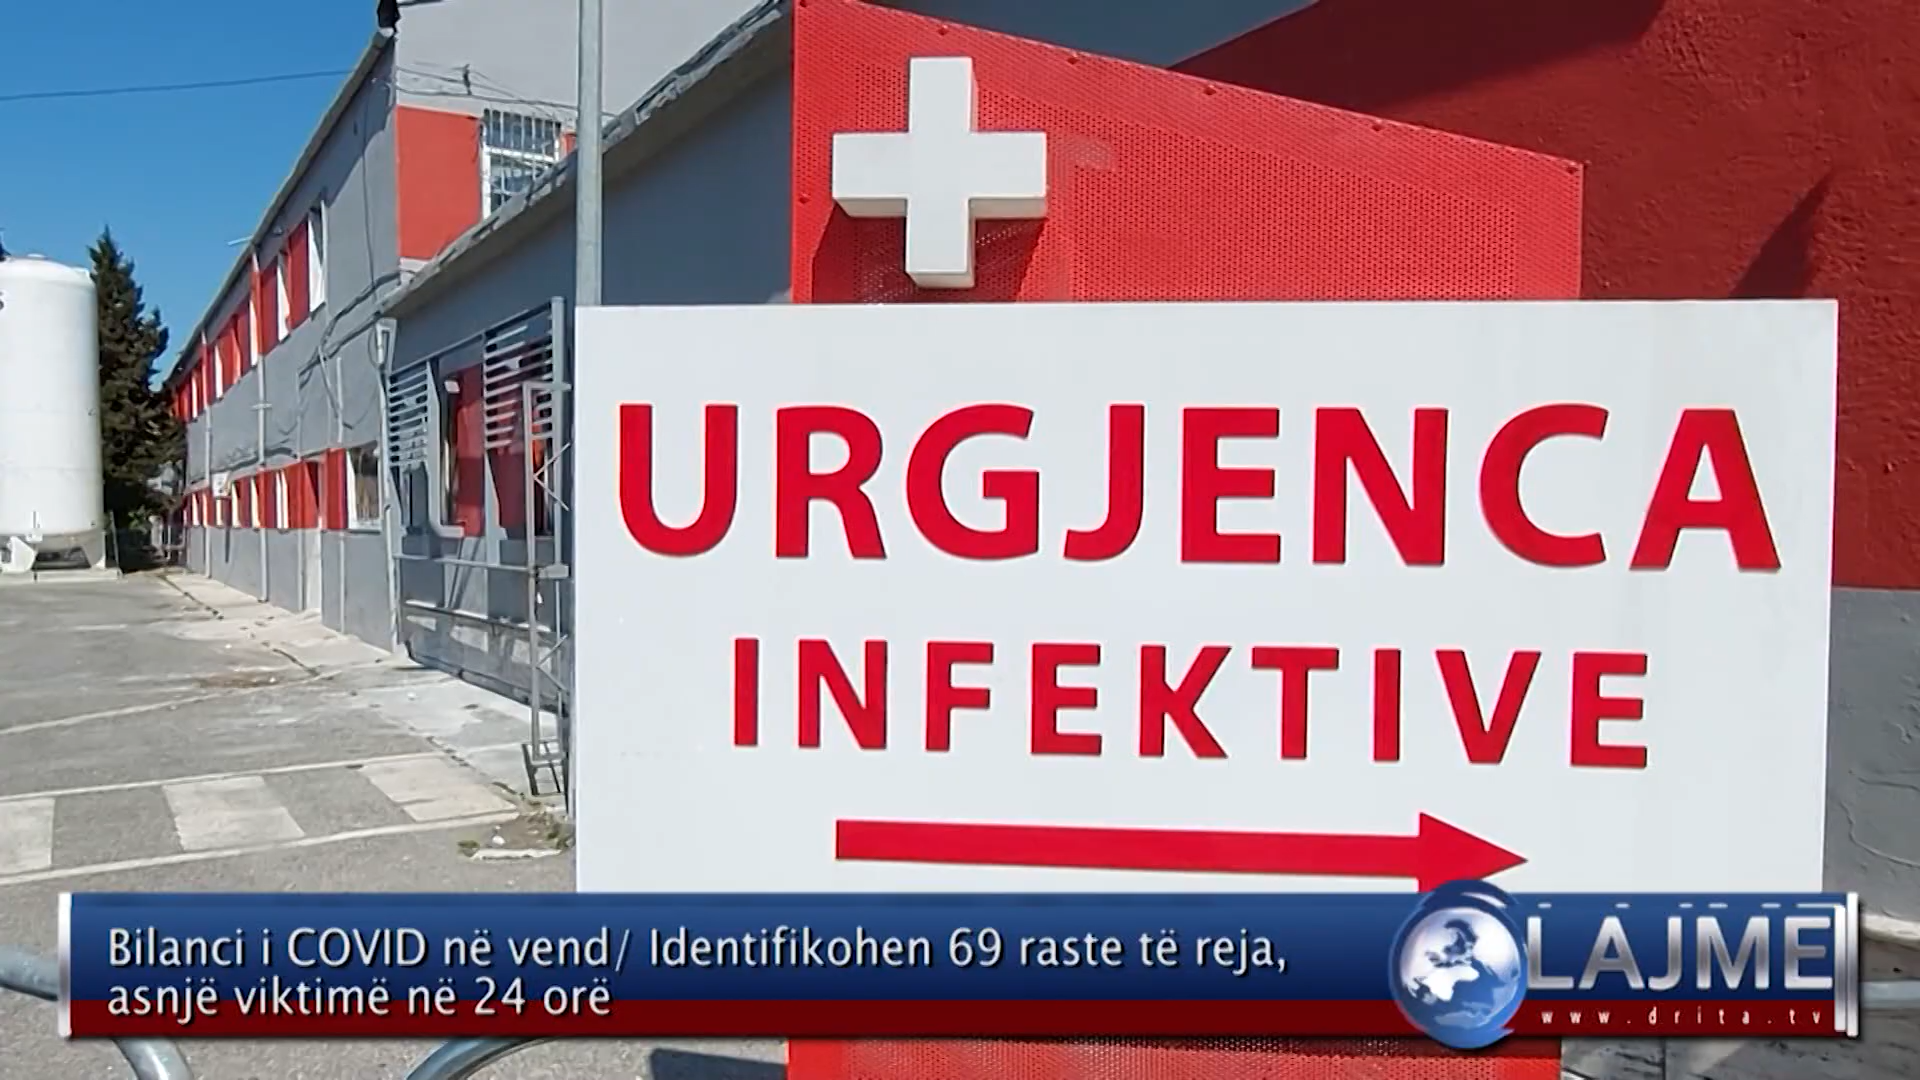 URGJENCA
INFEKTIVE
Bilanci i COVID në vend/ Identifikohen 69 raste të reja,
asnjë viktimë në 24 orë
LAJME
www.drita.tv